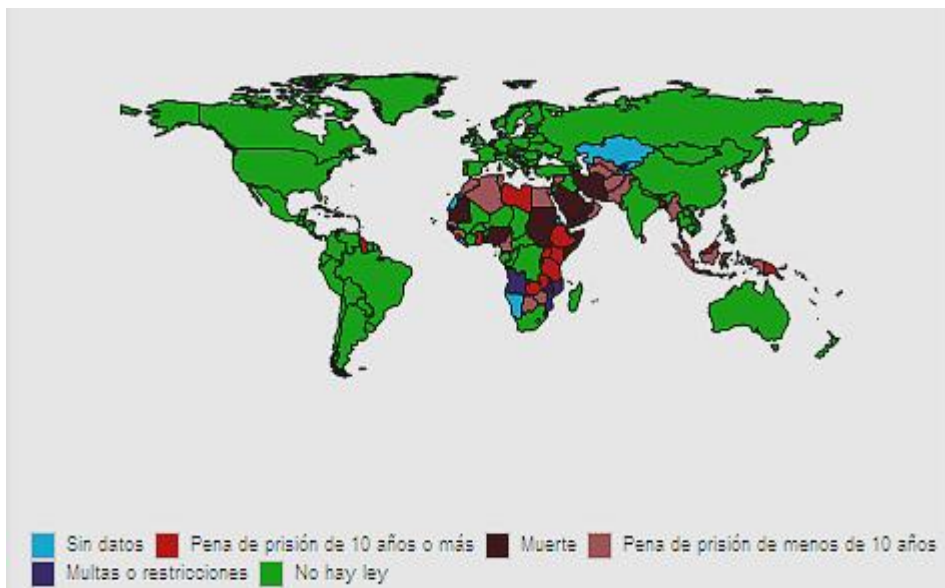 Sin datos Pena de prisión de 10 años o más Muerte Pena de prisión de menos de 10 años
Multas o restricciones No hay ley